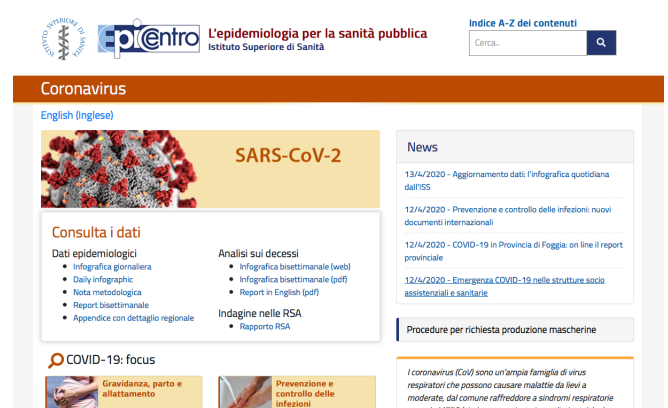 ISTITUTO SUPERIORE DI SANITÀ
EpiCentro
L'epidemiologia per la sanità pubblica
Istituto Superiore di Sanità
Indice A-Z dei contenuti
Cerca..
Coronavirus
English (Inglese)
SARS-CoV-2
Consulta i dati
Dati epidemiologici
Infografica giornaliera
Daily infographic
Nota metodologica
Report bisettimanale
Appendice con dettaglio regionale
Analisi sui decessi
Infografica bisettimanale (web)
Infografica bisettimanale (pdf)
Report in English (pdf)
Indagine nelle RSA
Rapporto RSA
COVID-19: focus
Gravidanza, parto e
allattamento
Prevenzione e
controllo delle
infezioni
News
13/4/2020 - Aggiornamento dati: l'infografica quotidiana
dall'ISS
12/4/2020 - Prevenzione e controllo delle infezioni: nuovi
documenti internazionali
12/4/2020 - COVID-19 in Provincia di Foggia: on line il report
provinciale
12/4/2020 - Emergenza COVID-19 nelle strutture socio
assistenziali e sanitarie
Procedure per richiesta produzione mascherine
I coronavirus (CoV) sono un'ampia famiglia di virus
respiratori che possono causare malattie da lievi a
moderate, dal comune raffreddore a sindromi respiratorie